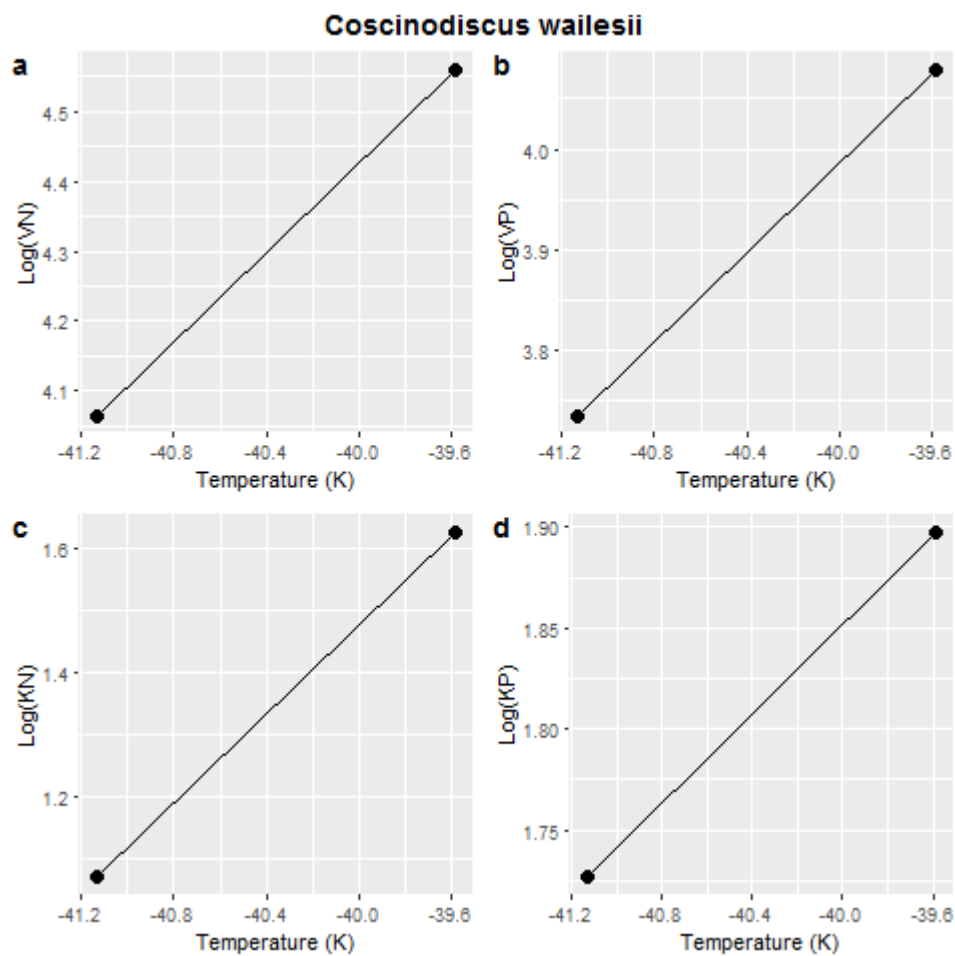 Coscinodiscus wailesii
a
Log(VN)
4.5
4.4
4.3
4.2
4.1
-41.2 -40.8 -40.4 -40.0 -39.6
Temperature (K)
b
Log(VP)
4.0
3.9
3.8
-41.2 -40.8 -40.4 -40.0 -39.6
Temperature (K)
c
Log(KN)
1.6
1.4
1.2
-41.2 -40.8 -40.4 -40.0 -39.6
Temperature (K)
d
Log(KP)
1.90
1.85
1.80
1.75
-41.2 -40.8 -40.4 -40.0 -39.6
Temperature (K)